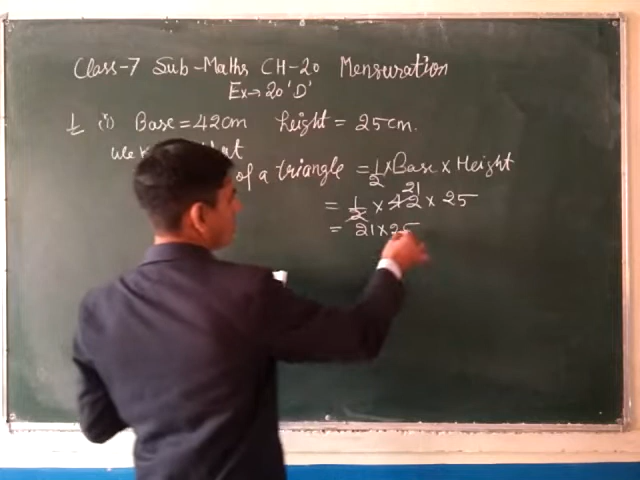 Class-7 Sub-Maths CH-20 Mensuration
Ex→20 'D'
1 (i) Base = 42cm height = 25cm.
We that
of a triangle = 1/2 × Base × Height
= 1/2 × 42 21 × 25
= 21 × 25